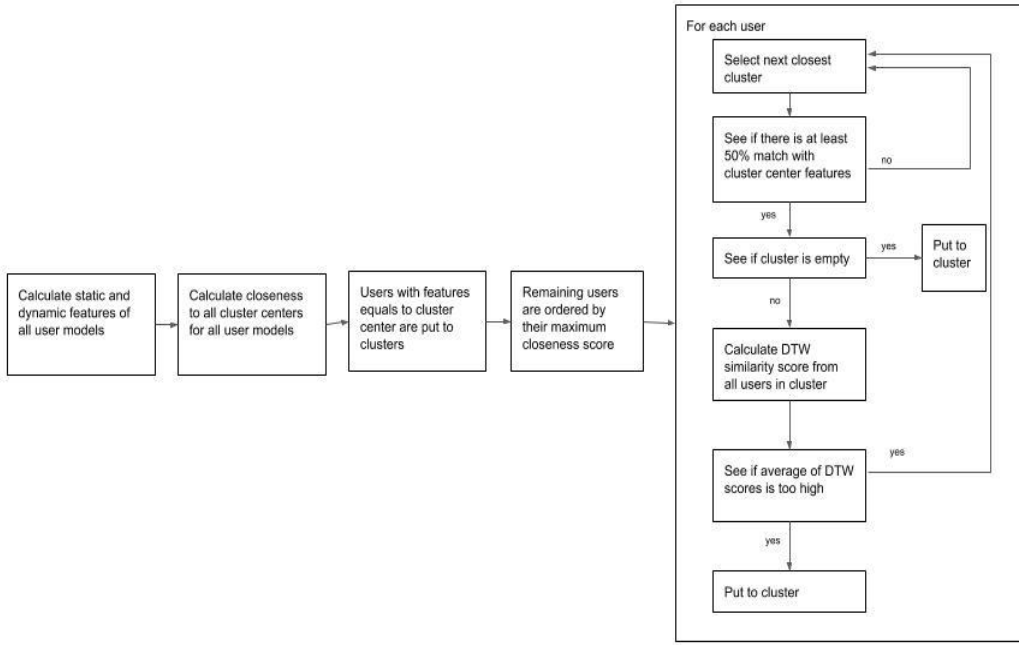 Calculate static and
dynamic features of
all user models
Calculate closeness
to all cluster centers
for all user models
Users with features
equals to cluster
center are put to
clusters
Remaining users
are ordered by
their maximum
closeness score
For each user
Select next closest
cluster
See if there is at least
50% match with
cluster center features
no
yes
See if cluster is empty
yes
Put to
cluster
no
Calculate DTW
similarity score from
all users in cluster
See if average of DTW
scores is too high
yes
yes
Put to cluster